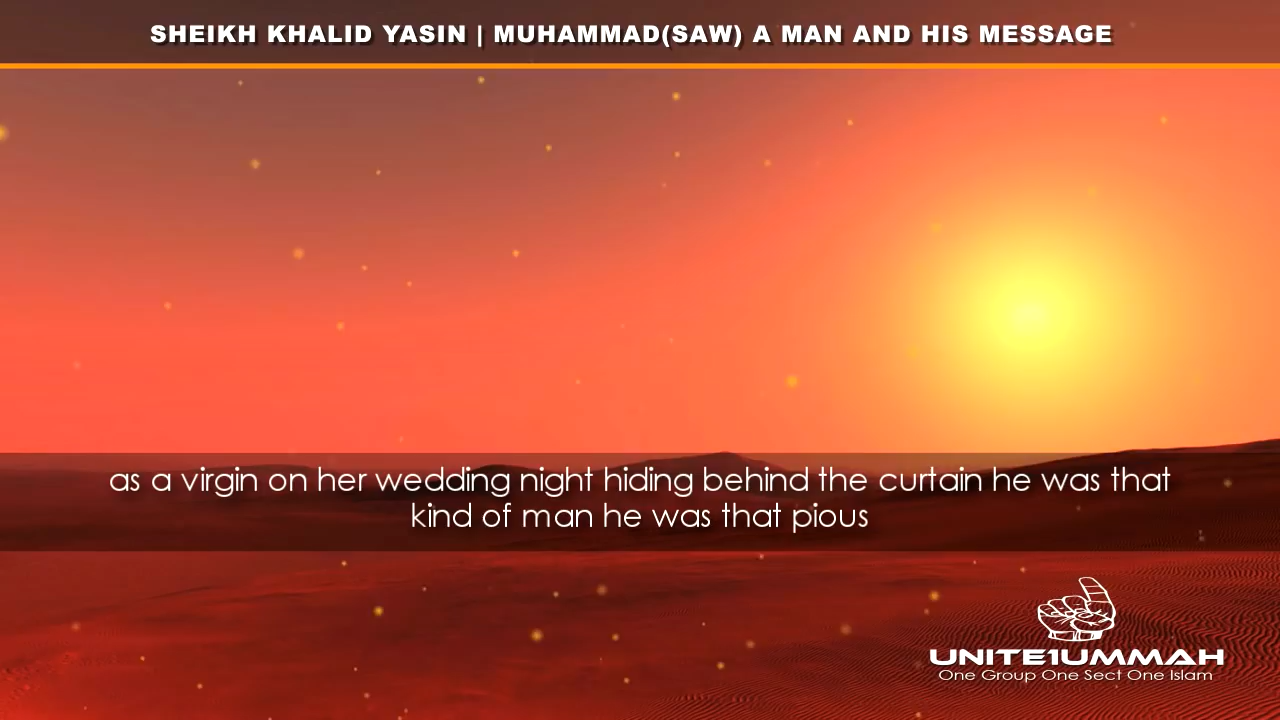 SHEIKH KHALID YASIN | MUHAMMAD(SAW) A MAN AND HIS MESSAGE
as a virgin on her wedding night hiding behind the curtain he was that
kind of man he was that pious
UNITE1UMMAH
One Group One Sect One Islam